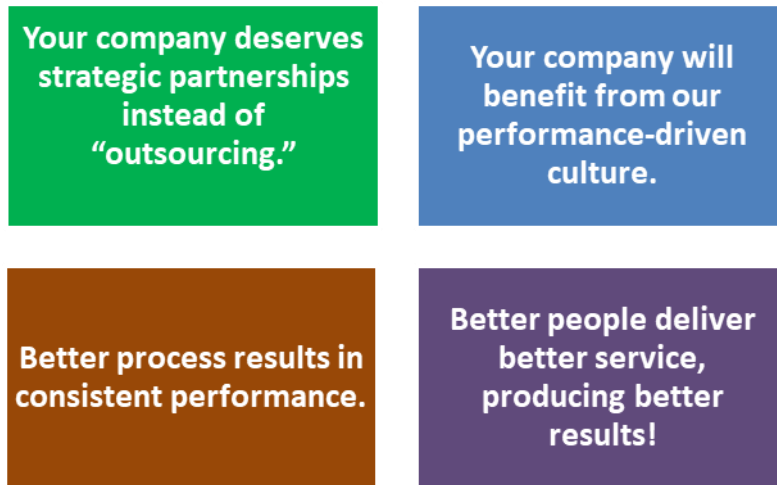 Your company deserves
strategic partnerships
instead of
“outsourcing.”
Your company will
benefit from our
performance-driven
culture.
Better process results in
consistent performance.
Better people deliver
better service,
producing better
results!